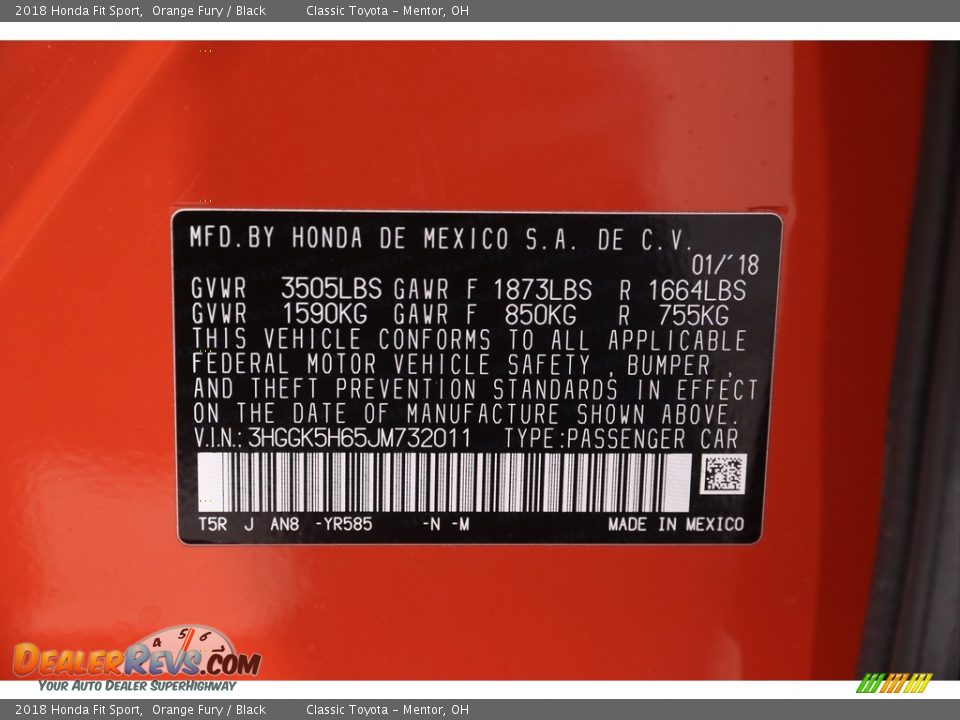 2018 Honda Fit Sport, Orange Fury / Black Classic Toyota - Mentor, OH
MFD.BY HONDA DE MEXICO S.A. DE C.V.
01/'18
GVWR 3505LBS GAWR F 1873LBS R 1664LBS
GVWR 1590KG GAWR F 850KG R 755KG
THIS VEHICLE CONFORMS TO ALL APPLICABLE
FEDERAL MOTOR VEHICLE SAFETY, BUMPER,
AND THEFT PREVENTION STANDARDS IN EFFECT
ON THE DATE OF MANUFACTURE SHOWN ABOVE.
V.I.N.: 3HGGK5H65JM732011 TYPE:PASSENGER CAR
T5R J AN8 -YR585 -N -M MADE IN MEXICO
4 5 6
DEALERREVS.COM
YOUR AUTO DEALER SUPERHIGHWAY
2018 Honda Fit Sport, Orange Fury / Black Classic Toyota - Mentor, OH